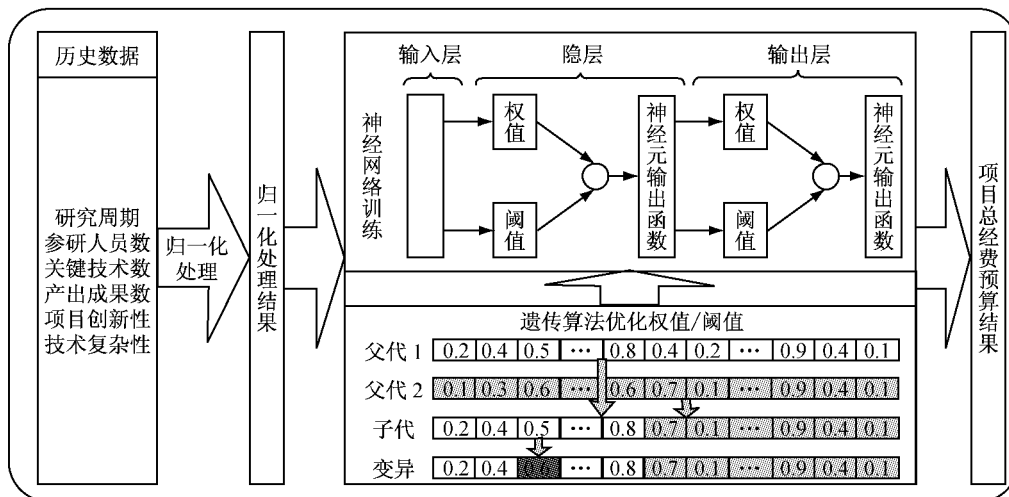 历史数据
研究周期
参研人员数
关键技术数
产出成果数
项目创新性
技术复杂性
归一化
处理
归一化处理结果
输入层
隐层
输出层
神经网络训练
权值
阈值
神经元输出函数
权值
阈值
神经元输出函数
遗传算法优化权值/阈值
父代 1 0.2 0.4 0.5 … 0.8 0.4 0.2 … 0.9 0.4 0.1
父代 2 0.1 0.3 0.6 … 0.6 0.7 0.1 … 0.9 0.4 0.1
子代 0.2 0.4 0.5 … 0.8 0.7 0.1 … 0.9 0.4 0.1
变异 0.2 0.4 0.6 … 0.8 0.7 0.1 … 0.9 0.4 0.1
项目总经费预算结果